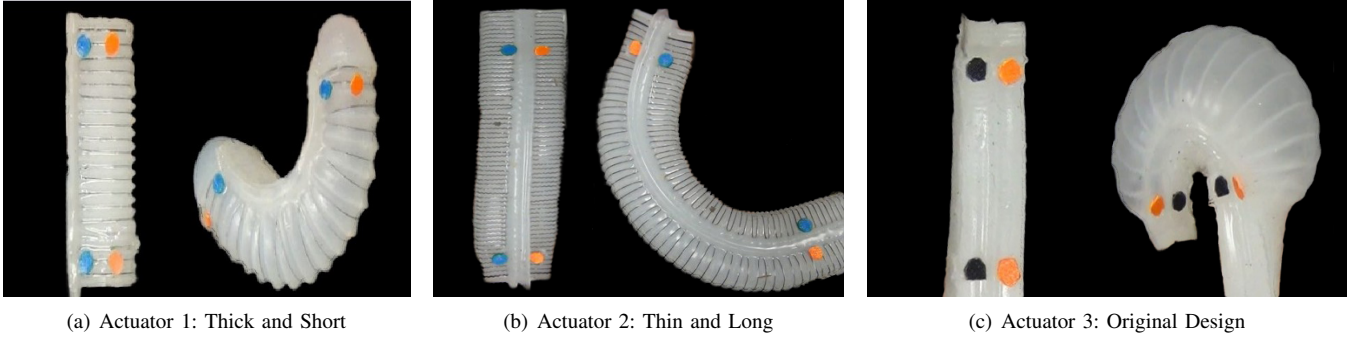 (a) Actuator 1: Thick and Short
(b) Actuator 2: Thin and Long
(c) Actuator 3: Original Design